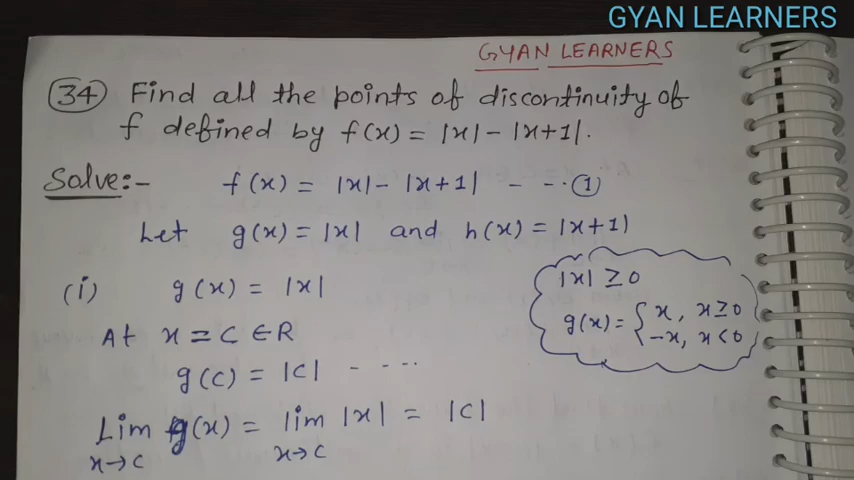 GYAN LEARNERS
GYAN LEARNERS
(34) Find all the points of discontinuity of
f defined by f(x) = |x| - |x+1|.
Solve:- f(x) = |x| - |x+1| - - - - (1)
Let g(x) = |x| and h(x) = |x+1|
(i) g(x) = |x|
|x| ≥ 0
g(x) = { x, x ≥ 0
-x, x < 0
At x = C ∈ R
g(C) = |C| - - - - -
Lim g(x) = lim |x| = |C|
x→C x→C